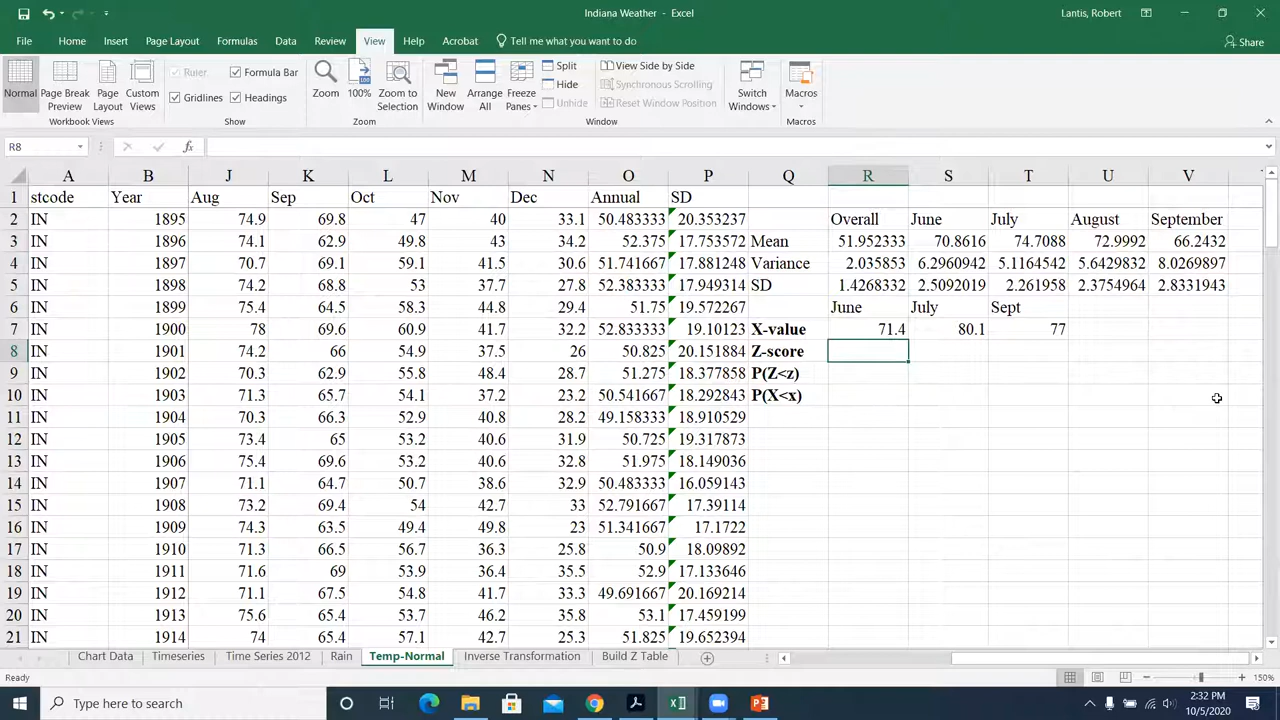 Indiana Weather - Excel
Lantis, Robert
File Home Insert Page Layout Formulas Data Review View Help Acrobat Tell me what you want to do Share
Normal
Page Break Preview
Page Layout
Custom Views
Ruler
Formula Bar
Gridlines
Headings
Zoom
100%
Zoom to Selection
New Window
Arrange All
Freeze Panes
Split
Hide
Unhide
View Side by Side
Synchronous Scrolling
Reset Window Position
Switch Windows
Macros
Workbook Views Show Zoom Window Macros
R8 fx
A B J K L M N O P Q R S T U V
1 stcode Year Aug Sep Oct Nov Dec Annual SD
2 IN 1895 74.9 69.8 47 40 33.1 50.483333 20.353237 Overall June July August September
3 IN 1896 74.1 62.9 49.8 43 34.2 52.375 17.753572 Mean 51.952333 70.8616 74.7088 72.9992 66.2432
4 IN 1897 70.7 69.1 59.1 41.5 30.6 51.741667 17.881248 Variance 2.035853 6.2960942 5.1164542 5.6429832 8.0269897
5 IN 1898 74.2 68.8 53 37.7 27.8 52.383333 17.949314 SD 1.4268332 2.5092019 2.261958 2.3754964 2.8331943
6 IN 1899 75.4 64.5 58.3 44.8 29.4 51.75 19.572267 June July Sept
7 IN 1900 78 69.6 60.9 41.7 32.2 52.833333 19.10123 X-value 71.4 80.1 77
8 IN 1901 74.2 66 54.9 37.5 26 50.825 20.151884 Z-score
9 IN 1902 70.3 62.9 55.8 48.4 28.7 51.275 18.377858 P(Z<z)
10 IN 1903 71.3 65.7 54.1 37.2 23.2 50.541667 18.292843 P(X<x)
11 IN 1904 70.3 66.3 52.9 40.8 28.2 49.158333 18.910529
12 IN 1905 73.4 65 53.2 40.6 31.9 50.725 19.317873
13 IN 1906 75.4 69.6 53.2 40.6 32.8 51.975 18.149036
14 IN 1907 71.1 64.7 50.7 38.6 32.9 50.483333 16.059143
15 IN 1908 73.2 69.4 54 42.7 33 52.791667 17.39114
16 IN 1909 74.3 63.5 49.4 49.8 23 51.341667 17.1722
17 IN 1910 71.3 66.5 56.7 36.3 25.8 50.9 18.09892
18 IN 1911 71.6 69 53.9 36.4 35.5 52.9 17.133646
19 IN 1912 71.1 67.5 54.8 41.7 33.3 49.691667 20.169214
20 IN 1913 75.6 65.4 53.7 46.2 35.8 53.1 17.459199
21 IN 1914 74 65.4 57.1 42.7 25.3 51.825 19.652394
Chart Data Timeseries Time Series 2012 Rain Temp-Normal Inverse Transformation Build Z Table
Ready 150%
Type here to search
2:32 PM
10/5/2020